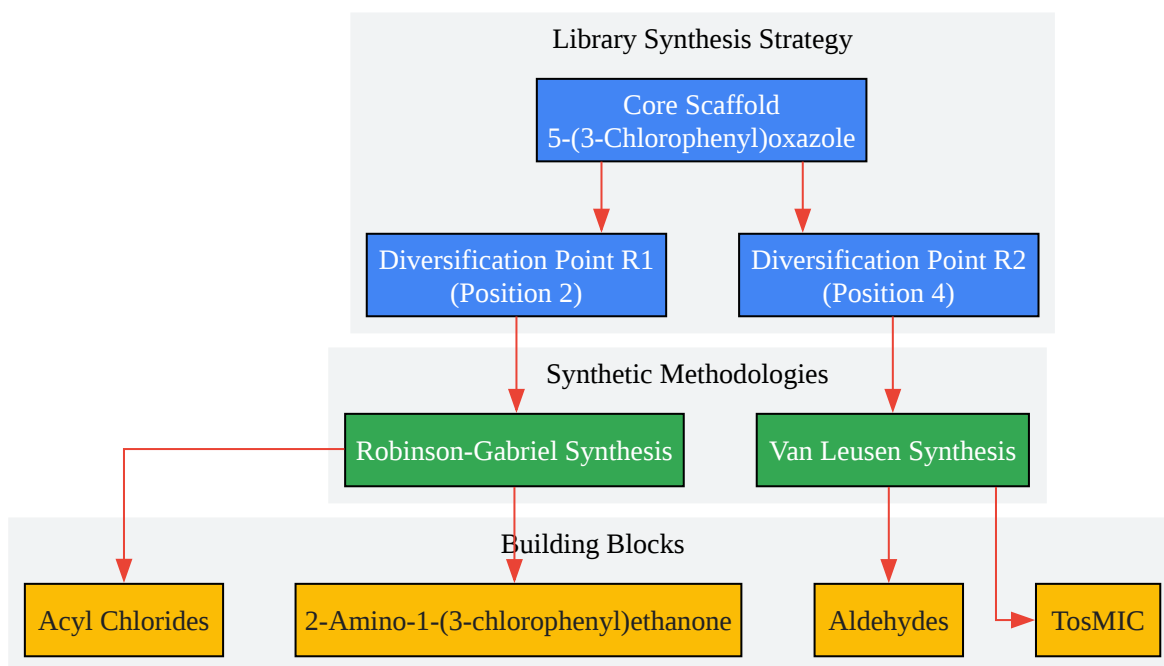 Library Synthesis Strategy
Core Scaffold
5-(3-Chlorophenyl)oxazole
Diversification Point R1
(Position 2)
Diversification Point R2
(Position 4)
Synthetic Methodologies
Robinson-Gabriel Synthesis
Van Leusen Synthesis
Building Blocks
Acyl Chlorides
2-Amino-1-(3-chlorophenyl)ethanone
Aldehydes
TosMIC